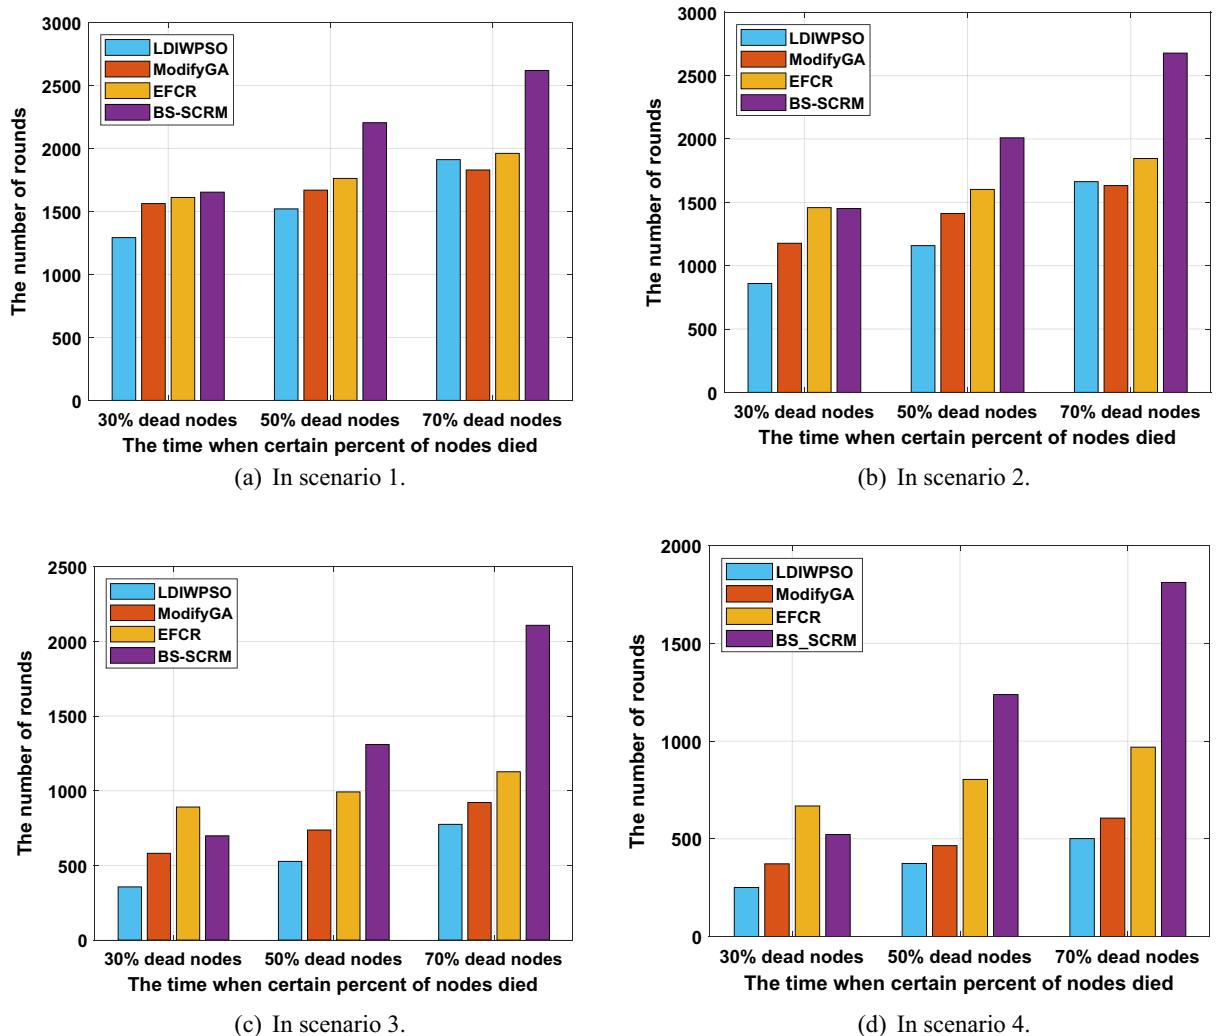 3000
2500
2000
1500
1000
500
0
The number of rounds
LDIWPSO
ModifyGA
EFCR
BS-SCRM
30% dead nodes
50% dead nodes
70% dead nodes
The time when certain percent of nodes died
(a) In scenario 1.
3000
2500
2000
1500
1000
500
0
The number of rounds
LDIWPSO
ModifyGA
EFCR
BS-SCRM
30% dead nodes
50% dead nodes
70% dead nodes
The time when certain percent of nodes died
(b) In scenario 2.
2500
2000
1500
1000
500
0
The number of rounds
LDIWPSO
ModifyGA
EFCR
BS-SCRM
30% dead nodes
50% dead nodes
70% dead nodes
The time when certain percent of nodes died
(c) In scenario 3.
2000
1500
1000
500
0
The number of rounds
LDIWPSO
ModifyGA
EFCR
BS_SCRM
30% dead nodes
50% dead nodes
70% dead nodes
The time when certain percent of nodes died
(d) In scenario 4.